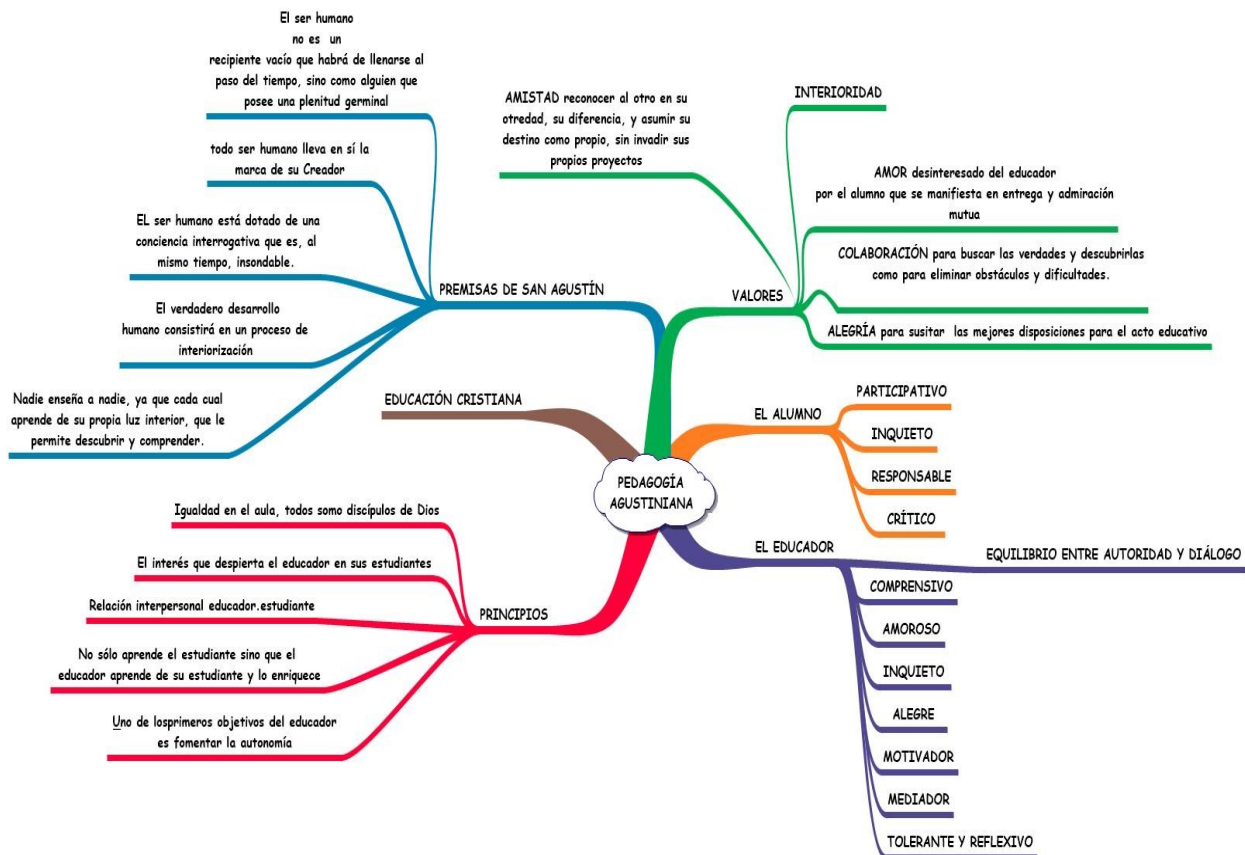 El ser humano
no es un
recipiente vacío que habrá de llenarse al
paso del tiempo, sino como alguien que
posee una plenitud germinal
todo ser humano lleva en sí la
marca de su Creador
EL ser humano está dotado de una
conciencia interrogativa que es, al
mismo tiempo, insondable.
El verdadero desarrollo
humano consistirá en un proceso de
interiorización
Nadie enseña a nadie, ya que cada cual
aprende de su propia luz interior, que le
permite descubrir y comprender.
PREMISAS DE SAN AGUSTÍN
AMISTAD reconocer al otro en su
otredad, su diferencia, y asumir su
destino como propio, sin invadir sus
propios proyectos
INTERIORIDAD
AMOR desinteresado del educador
por el alumno que se manifiesta en entrega y admiración
mutua
COLABORACIÓN para buscar las verdades y descubrirlas
como para eliminar obstáculos y dificultades.
VALORES
ALEGRÍA para susitar las mejores disposiciones para el acto educativo
EDUCACIÓN CRISTIANA
EL ALUMNO
PARTICIPATIVO
INQUIETO
RESPONSABLE
CRÍTICO
PEDAGOGÍA
AGUSTINIANA
Igualdad en el aula, todos somo discípulos de Dios
El interés que despierta el educador en sus estudiantes
Relación interpersonal educador.estudiante
No sólo aprende el estudiante sino que el
educador aprende de su estudiante y lo enriquece
Uno de losprimeros objetivos del educador
es fomentar la autonomía
PRINCIPIOS
EL EDUCADOR
EQUILIBRIO ENTRE AUTORIDAD Y DIÁLOGO
COMPRENSIVO
AMOROSO
INQUIETO
ALEGRE
MOTIVADOR
MEDIADOR
TOLERANTE Y REFLEXIVO